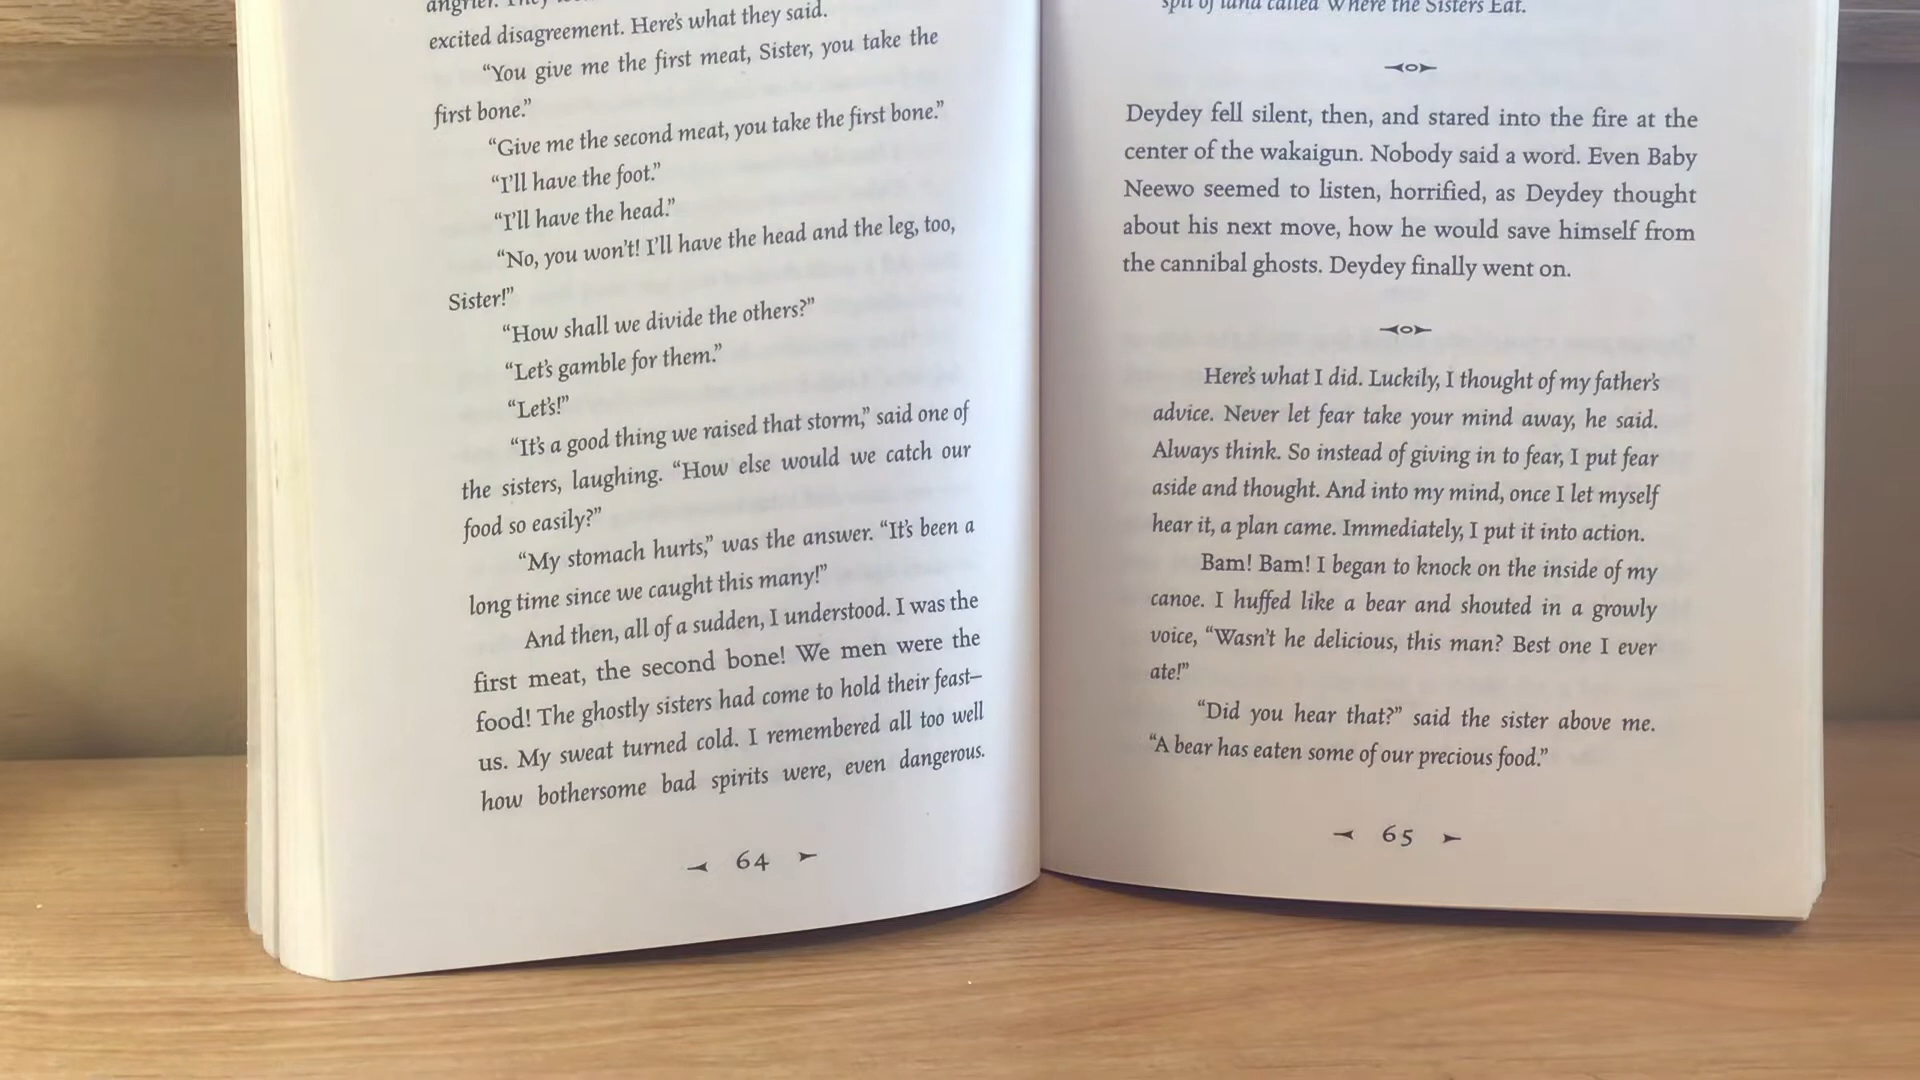 angrier. They
excited disagreement. Here's what they said.
“You give me the first meat, Sister, you take the
first bone.”
“Give me the second meat, you take the first bone.”
“I'll have the foot.”
“I'll have the head.”
“No, you won't! I'll have the head and the leg, too,
Sister!”
“How shall we divide the others?”
“Let's gamble for them.”
“Let's!”
“It's a good thing we raised that storm,” said one of
the sisters, laughing. “How else would we catch our
food so easily?”
“My stomach hurts,” was the answer. “It's been a
long time since we caught this many!”
And then, all of a sudden, I understood. I was the
first meat, the second bone! We men were the
food! The ghostly sisters had come to hold their feast—
us. My sweat turned cold. I remembered all too well
how bothersome bad spirits were, even dangerous.
64
spit of land called Where the Sisters Eat.
Deydey fell silent, then, and stared into the fire at the
center of the wakaigun. Nobody said a word. Even Baby
Neewo seemed to listen, horrified, as Deydey thought
about his next move, how he would save himself from
the cannibal ghosts. Deydey finally went on.
Here's what I did. Luckily, I thought of my father's
advice. Never let fear take your mind away, he said.
Always think. So instead of giving in to fear, I put fear
aside and thought. And into my mind, once I let myself
hear it, a plan came. Immediately, I put it into action.
Bam! Bam! I began to knock on the inside of my
canoe. I huffed like a bear and shouted in a growly
voice, “Wasn't he delicious, this man? Best one I ever
ate!”
“Did you hear that?” said the sister above me.
“A bear has eaten some of our precious food.”
65